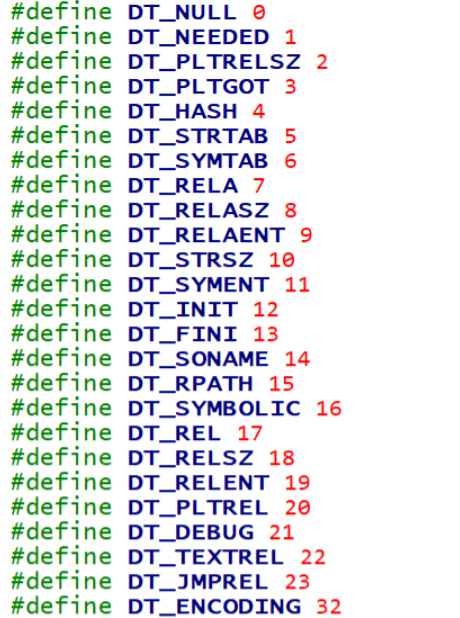 #define DT_NULL 0
#define DT_NEEDED 1
#define DT_PLTRELSZ 2
#define DT_PLTGOT 3
#define DT_HASH 4
#define DT_STRTAB 5
#define DT_SYMTAB 6
#define DT_RELA 7
#define DT_RELASZ 8
#define DT_RELAENT 9
#define DT_STRSZ 10
#define DT_SYMENT 11
#define DT_INIT 12
#define DT_FINI 13
#define DT_SONAME 14
#define DT_RPATH 15
#define DT_SYMBOLIC 16
#define DT_REL 17
#define DT_RELSZ 18
#define DT_RELENT 19
#define DT_PLTREL 20
#define DT_DEBUG 21
#define DT_TEXTREL 22
#define DT_JMPREL 23
#define DT_ENCODING 32